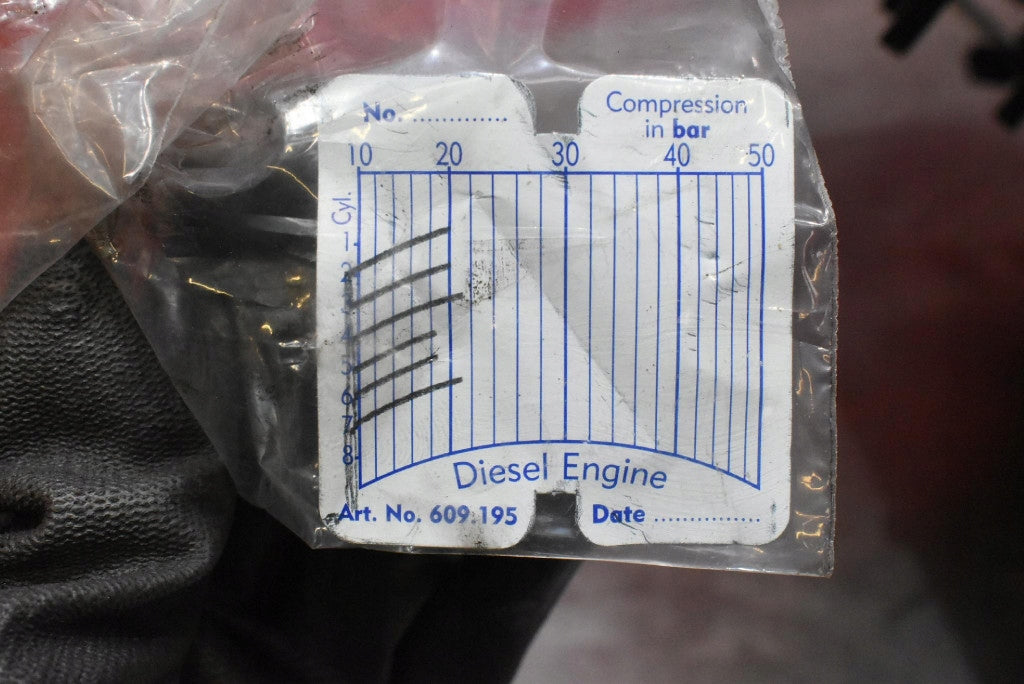 No. ...............
Compression
in bar
10 20 30 40 50
Cyl.
1
2
3
4
5
6
7
8
Diesel Engine
Art. No. 609.195
Date .................